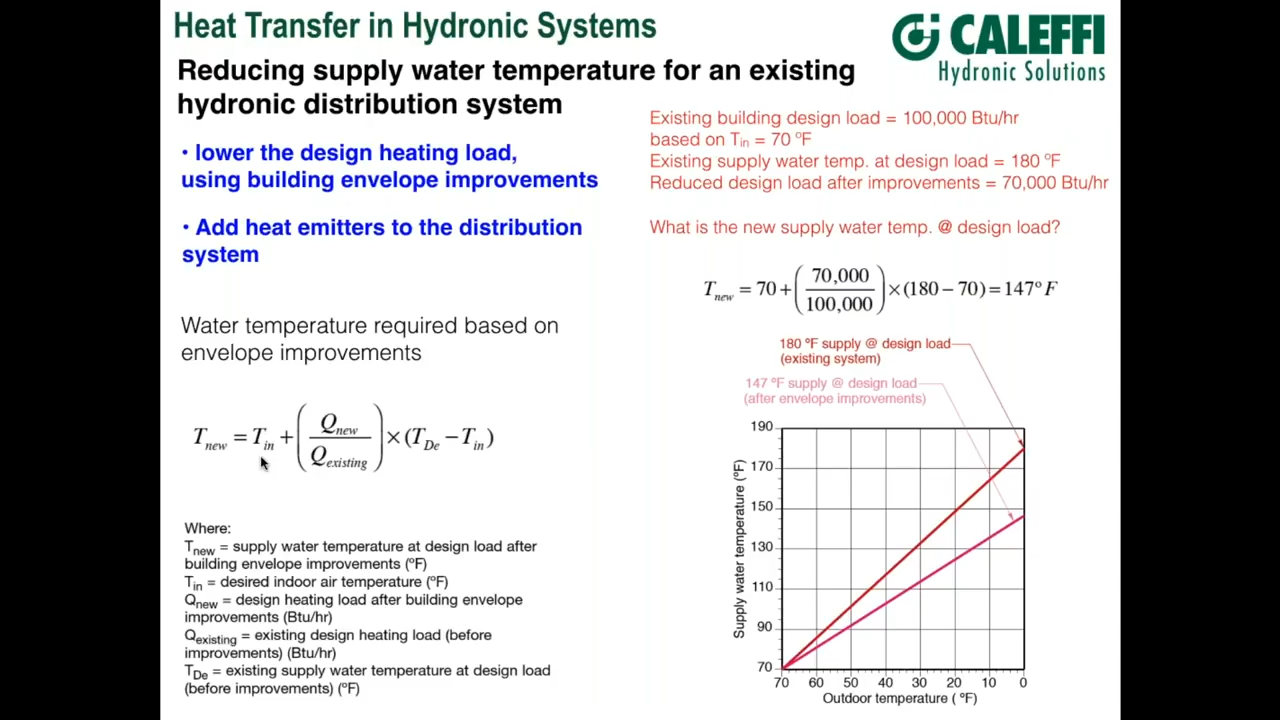 Heat Transfer in Hydronic Systems
CALEFFI
Hydronic Solutions
Reducing supply water temperature for an existing
hydronic distribution system
• lower the design heating load,
using building envelope improvements
• Add heat emitters to the distribution
system
Water temperature required based on
envelope improvements
T_new = T_in + (Q_new / Q_existing) × (T_De − T_in)
Where:
T_new = supply water temperature at design load after
building envelope improvements (ºF)
T_in = desired indoor air temperature (ºF)
Q_new = design heating load after building envelope
improvements (Btu/hr)
Q_existing = existing design heating load (before
improvements) (Btu/hr)
T_De = existing supply water temperature at design load
(before improvements) (ºF)
Existing building design load = 100,000 Btu/hr
based on T_in = 70 ºF
Existing supply water temp. at design load = 180 ºF
Reduced design load after improvements = 70,000 Btu/hr
What is the new supply water temp. @ design load?
T_new = 70 + (70,000 / 100,000) × (180 − 70) = 147º F
180 ºF supply @ design load
(existing system)
147 ºF supply @ design load
(after envelope improvements)
Supply water temperature (ºF)
190
170
150
130
110
90
70
70 60 50 40 30 20 10 0
Outdoor temperature ( ºF)